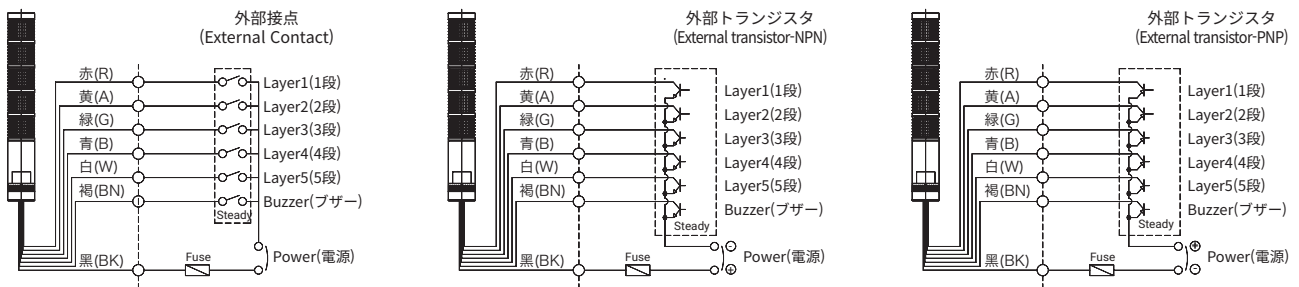 外部接点
(External Contact)
赤(R)
黄(A)
緑(G)
青(B)
白(W)
褐(BN)
黒(BK)
Layer1(1段)
Layer2(2段)
Layer3(3段)
Layer4(4段)
Layer5(5段)
Buzzer(ブザー)
Steady
Fuse
Power(電源)
外部トランジスタ
(External transistor-NPN)
赤(R)
黄(A)
緑(G)
青(B)
白(W)
褐(BN)
黒(BK)
Layer1(1段)
Layer2(2段)
Layer3(3段)
Layer4(4段)
Layer5(5段)
Buzzer(ブザー)
Steady
Fuse
Power(電源)
外部トランジスタ
(External transistor-PNP)
赤(R)
黄(A)
緑(G)
青(B)
白(W)
褐(BN)
黒(BK)
Layer1(1段)
Layer2(2段)
Layer3(3段)
Layer4(4段)
Layer5(5段)
Buzzer(ブザー)
Steady
Fuse
Power(電源)